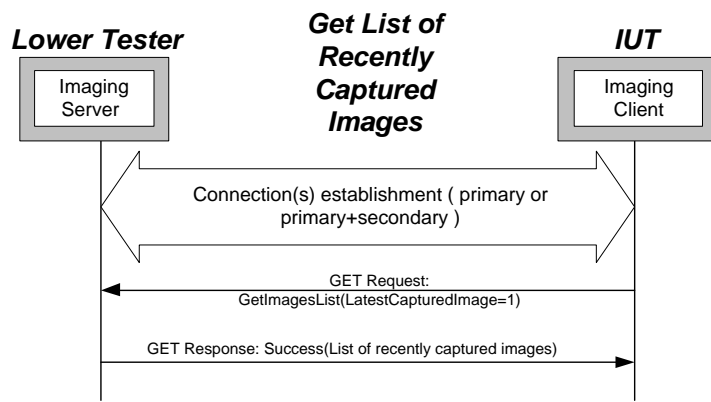 Lower Tester
Get List of
Recently
Captured
Images
IUT
Imaging
Server
Imaging
Client
Connection(s) establishment ( primary or
primary+secondary )
GET Request:
GetImagesList(LatestCapturedImage=1)
GET Response: Success(List of recently captured images)